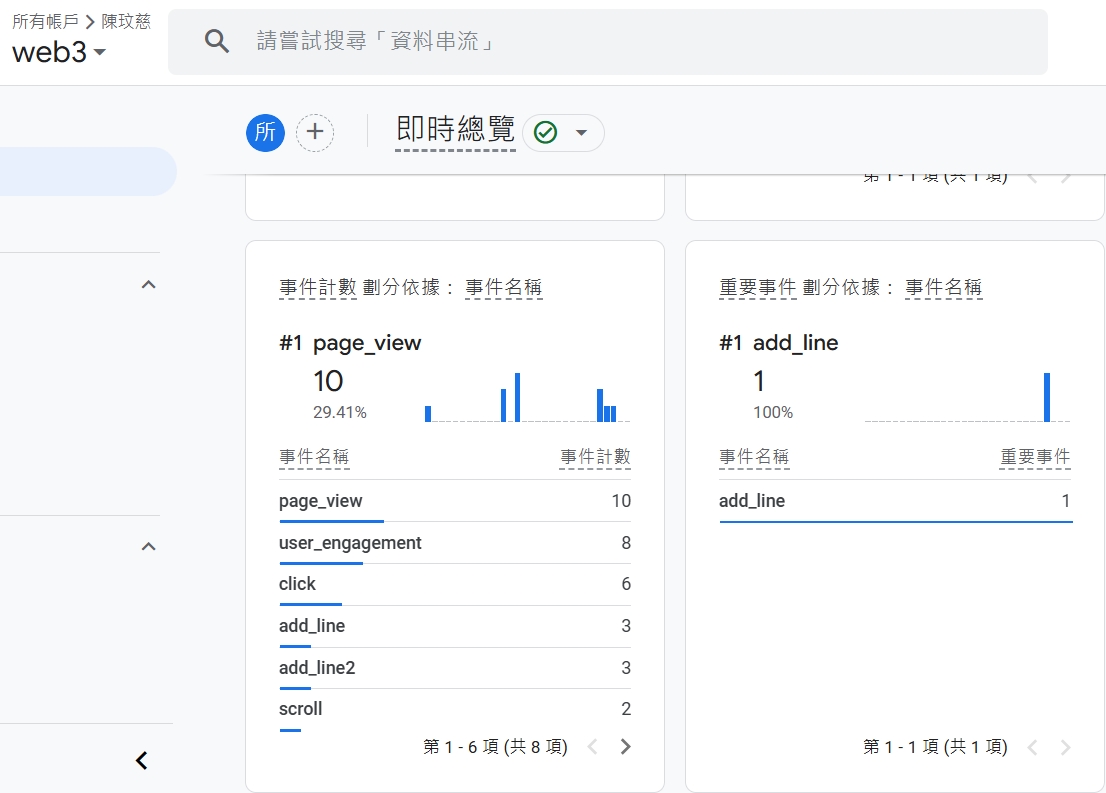 所有帳戶 > 陳玟慈
web3
請嘗試搜尋「資料串流」
所
即時總覽
第 1 - 1 項 (共 1 項)
事件計數 劃分依據： 事件名稱
#1 page_view
10
29.41%
事件名稱 事件計數
page_view 10
user_engagement 8
click 6
add_line 3
add_line2 3
scroll 2
第 1 - 6 項 (共 8 項)
重要事件 劃分依據： 事件名稱
#1 add_line
1
100%
事件名稱 重要事件
add_line 1
第 1 - 1 項 (共 1 項)